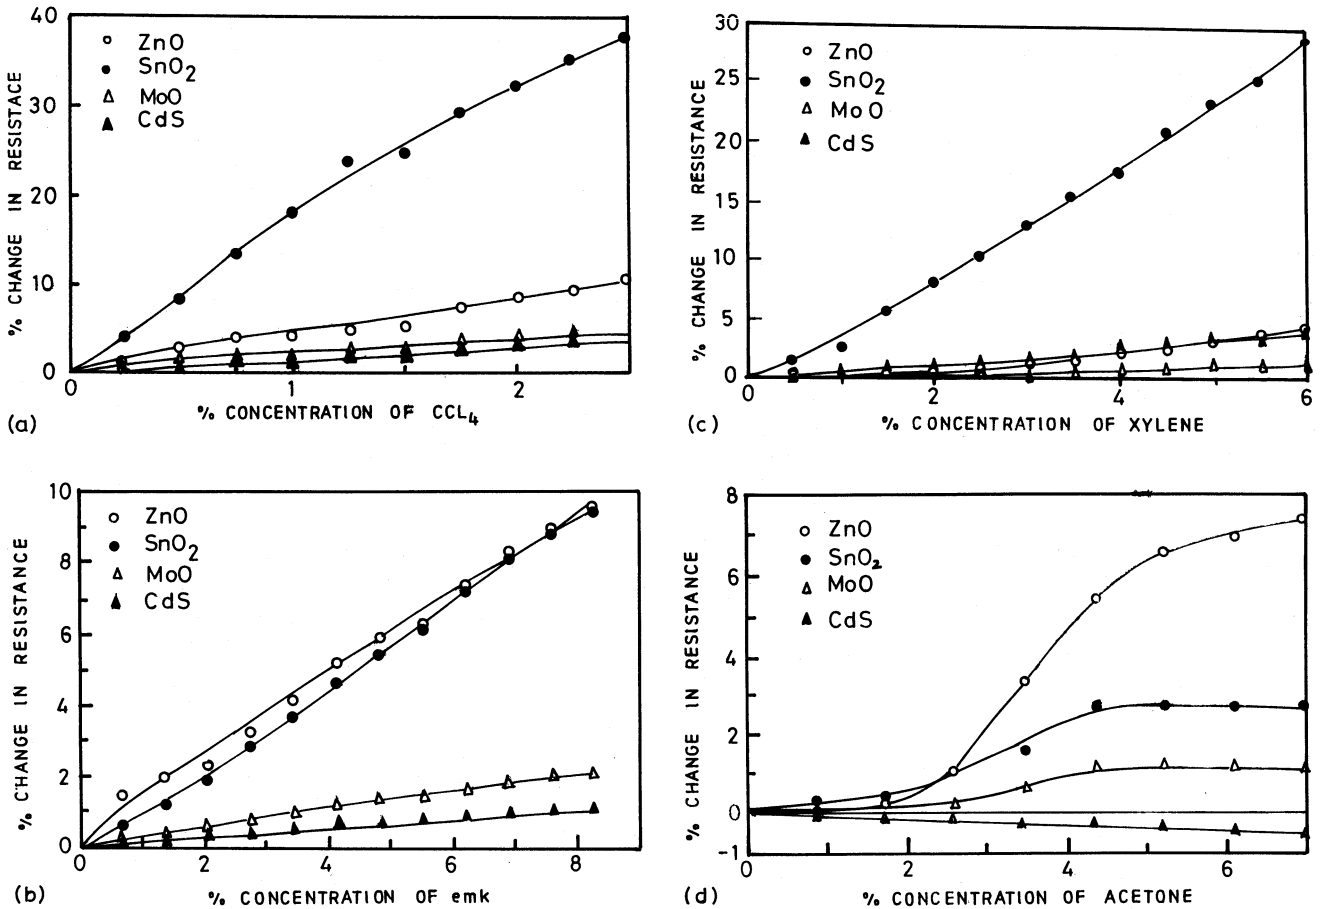 40
30
20
10
0
% CHANGE IN RESISTACE
ZnO
SnO2
MoO
CdS
0 1 2
% CONCENTRATION OF CCL4
(a)
30
25
20
15
10
5
0
% CHANGE IN RESISTANCE
ZnO
SnO2
MoO
CdS
0 2 4 6
% CONCENTRATION OF XYLENE
(c)
10
8
6
4
2
0
% CHANGE IN RESISTANCE
ZnO
SnO2
MoO
CdS
0 2 4 6 8
% CONCENTRATION OF emk
(b)
8
6
4
2
0
-1
% CHANGE IN RESISTANCE
ZnO
SnO2
MoO
CdS
0 2 4 6
% CONCENTRATION OF ACETONE
(d)